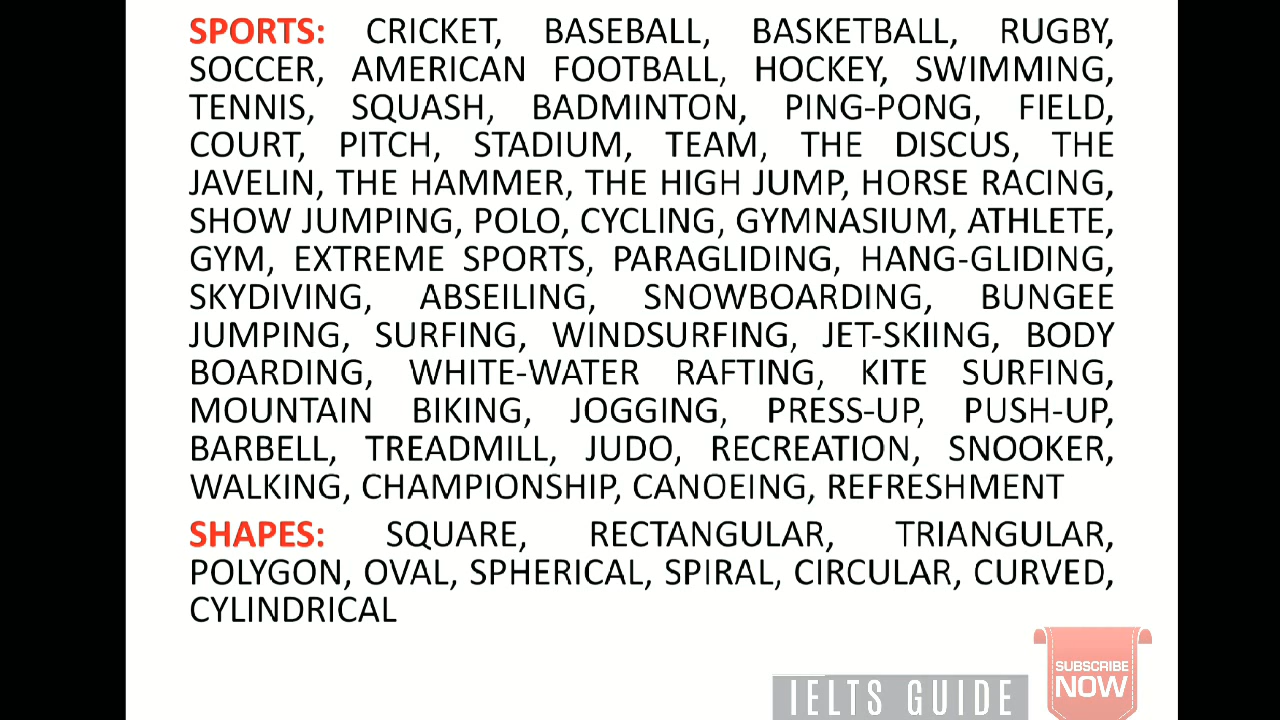 SPORTS: CRICKET, BASEBALL, BASKETBALL, RUGBY,
SOCCER, AMERICAN FOOTBALL, HOCKEY, SWIMMING,
TENNIS, SQUASH, BADMINTON, PING-PONG, FIELD,
COURT, PITCH, STADIUM, TEAM, THE DISCUS, THE
JAVELIN, THE HAMMER, THE HIGH JUMP, HORSE RACING,
SHOW JUMPING, POLO, CYCLING, GYMNASIUM, ATHLETE,
GYM, EXTREME SPORTS, PARAGLIDING, HANG-GLIDING,
SKYDIVING, ABSEILING, SNOWBOARDING, BUNGEE
JUMPING, SURFING, WINDSURFING, JET-SKIING, BODY
BOARDING, WHITE-WATER RAFTING, KITE SURFING,
MOUNTAIN BIKING, JOGGING, PRESS-UP, PUSH-UP,
BARBELL, TREADMILL, JUDO, RECREATION, SNOOKER,
WALKING, CHAMPIONSHIP, CANOEING, REFRESHMENT
SHAPES: SQUARE, RECTANGULAR, TRIANGULAR,
POLYGON, OVAL, SPHERICAL, SPIRAL, CIRCULAR, CURVED,
CYLINDRICAL
SUBSCRIBE
NOW
IELTS GUIDE